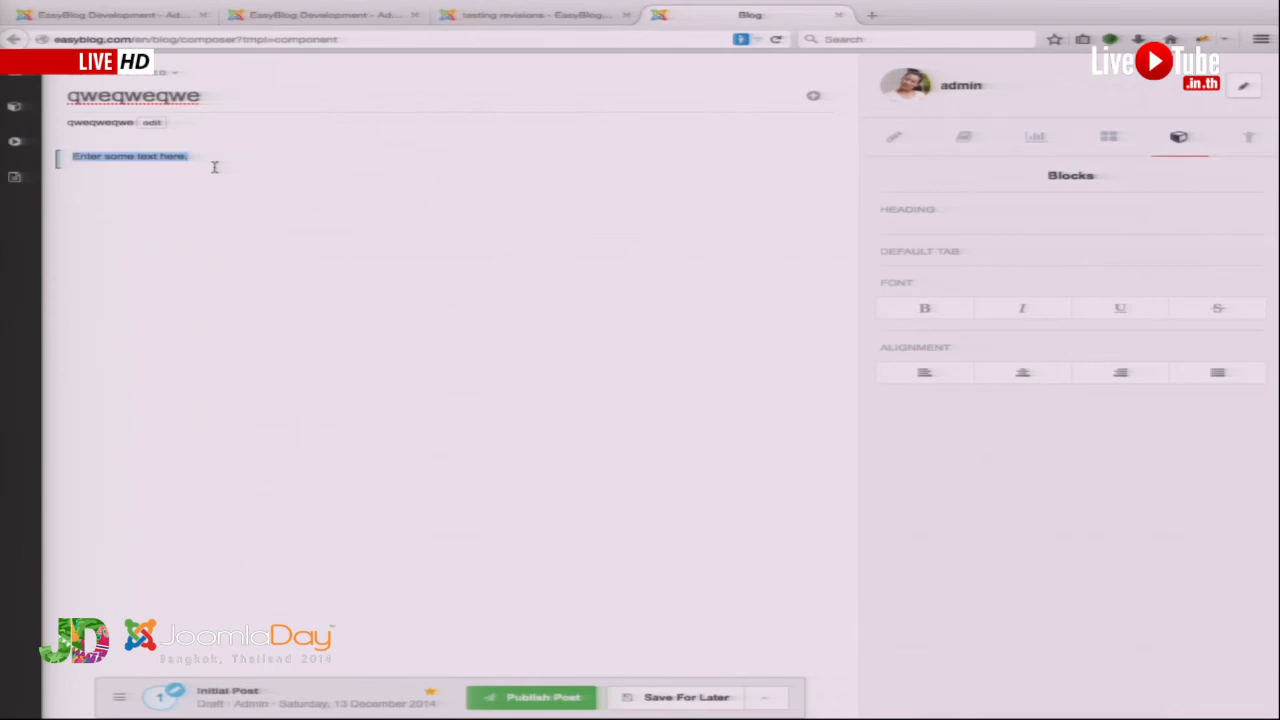 EasyBlog Development - Ad...
EasyBlog Development - Ad...
testing revisions - EasyBlog...
Blog
easyblog.com/en/blog/composer?tmpl=component
Search
LIVE HD
Live Tube
.in.th
qweqweqwe
qweqweqwe edit
Enter some text here.
admin
Blocks
HEADING
DEFAULT TAB
FONT
B I U S
ALIGNMENT
JD JoomlaDay
Bangkok, Thailand 2014
1 Initial Post
Draft · Admin · Saturday, 13 December 2014
Publish Post
Save For Later